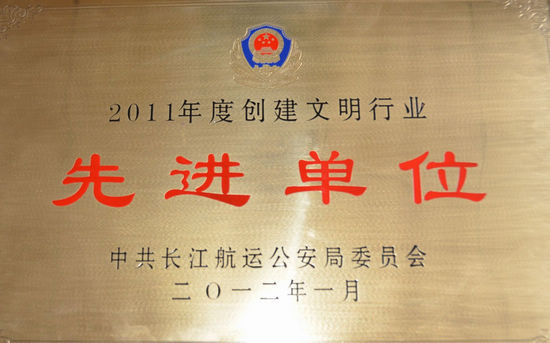 2011年度创建文明行业
先进单位
中共长江航运公安局委员会
二〇一二年一月